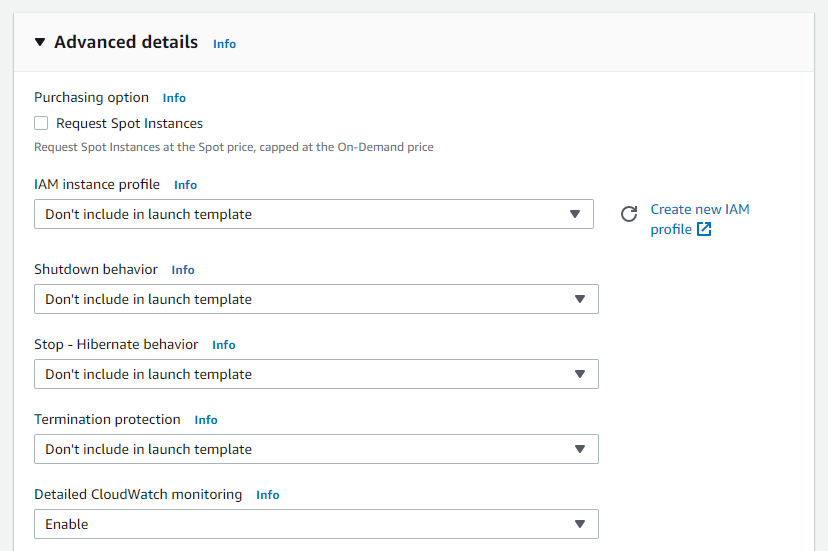 Advanced details Info
Purchasing option Info
Request Spot Instances
Request Spot Instances at the Spot price, capped at the On-Demand price
IAM instance profile Info
Don't include in launch template
Create new IAM
profile
Shutdown behavior Info
Don't include in launch template
Stop - Hibernate behavior Info
Don't include in launch template
Termination protection Info
Don't include in launch template
Detailed CloudWatch monitoring Info
Enable